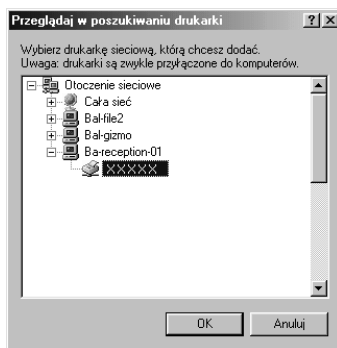 Przeglądaj w poszukiwaniu drukarki
Wybierz drukarkę sieciową, którą chcesz dodać.
Uwaga: drukarki są zwykle przyłączone do komputerów.
Otoczenie sieciowe
Cała sieć
Bal-file2
Bal-gizmo
Ba-reception-01
XXXXX
OK Anuluj